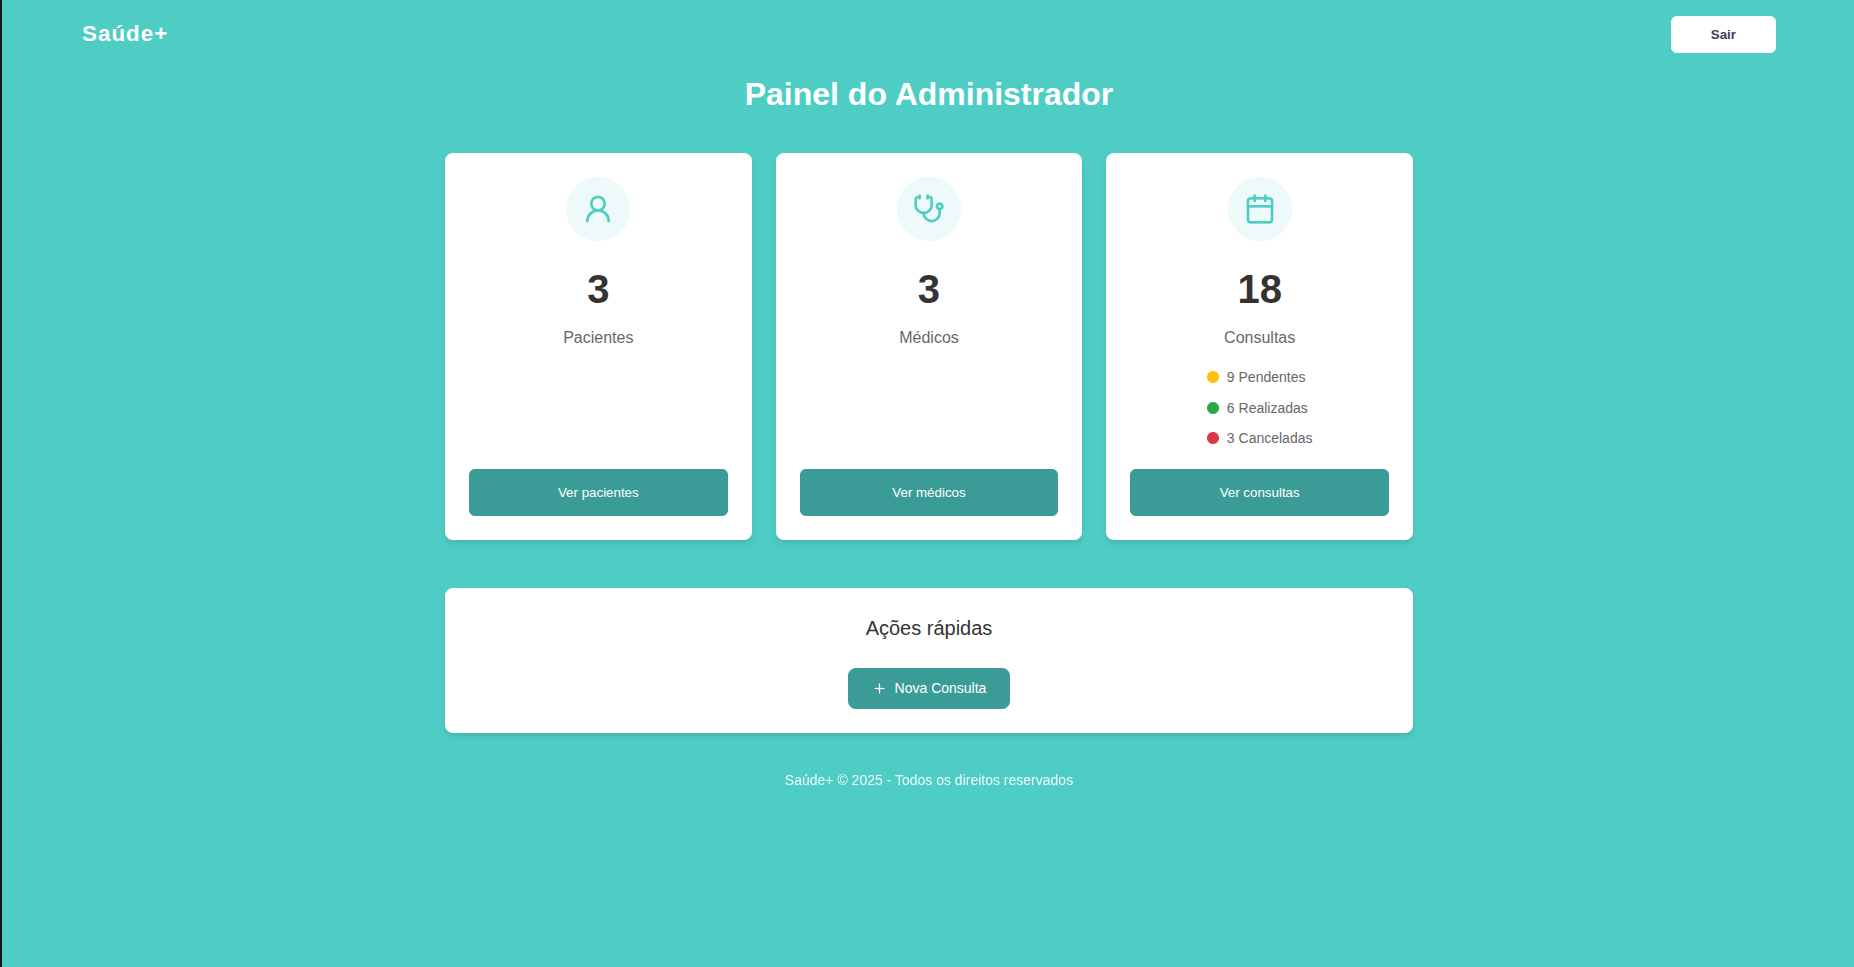 Saúde+
Sair
Painel do Administrador
3
Pacientes
Ver pacientes
3
Médicos
Ver médicos
18
Consultas
9 Pendentes
6 Realizadas
3 Canceladas
Ver consultas
Ações rápidas
+ Nova Consulta
Saúde+ © 2025 - Todos os direitos reservados